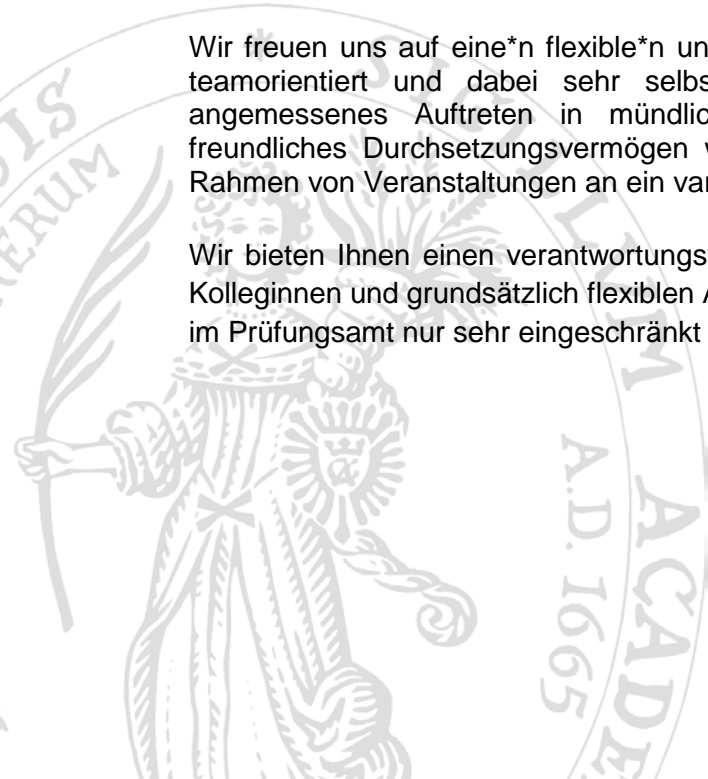 Wir freuen uns auf eine*n flexible*n un
teamorientiert und dabei sehr selbs
angemessenes Auftreten in mündlic
freundliches Durchsetzungsvermögen w
Rahmen von Veranstaltungen an ein var
Wir bieten Ihnen einen verantwortungs
Kolleginnen und grundsätzlich flexiblen A
im Prüfungsamt nur sehr eingeschränkt
SIGILLUM ACADE
A.D. 1665